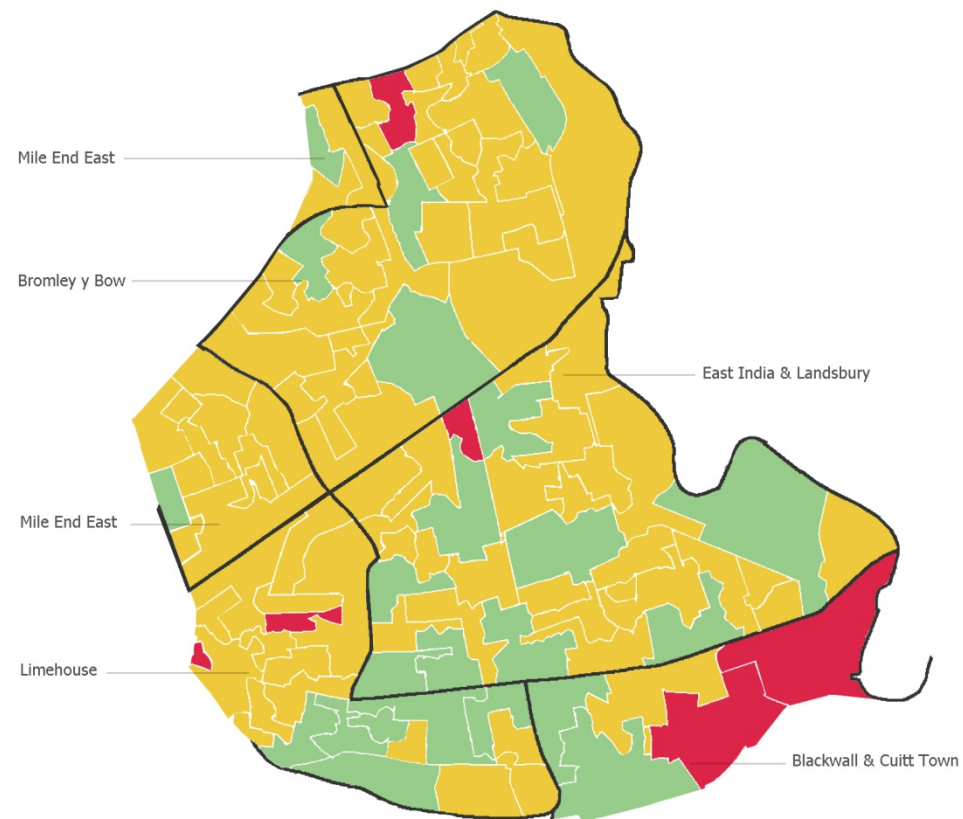 Mile End East
Bromley y Bow
East India & Landsbury
Mile End East
Limehouse
Blackwall & Cuitt Town